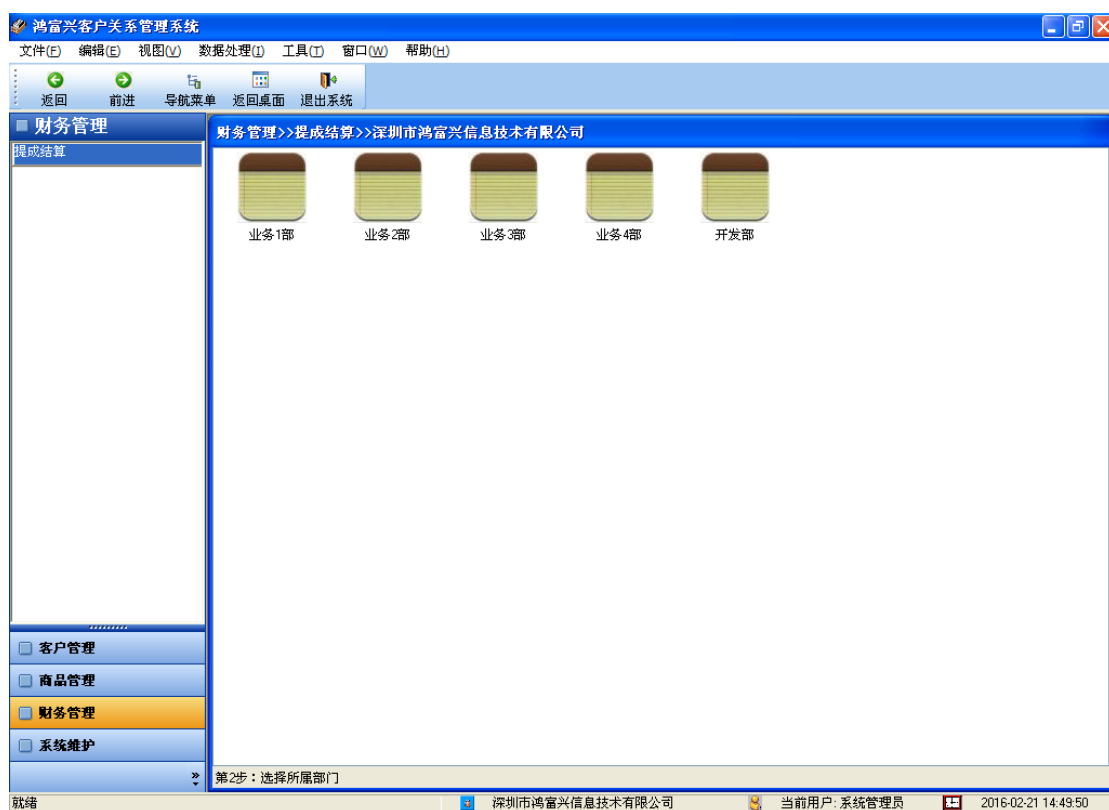 鸿富兴客户关系管理系统
文件(F) 编辑(E) 视图(V) 数据处理(I) 工具(T) 窗口(W) 帮助(H)
返回 前进 导航菜单 返回桌面 退出系统
财务管理
提成结算
财务管理>>提成结算>>深圳市鸿富兴信息技术有限公司
业务1部 业务2部 业务3部 业务4部 开发部
客户管理
商品管理
财务管理
系统维护
第2步：选择所属部门
就绪 深圳市鸿富兴信息技术有限公司 当前用户: 系统管理员 2016-02-21 14:49:50